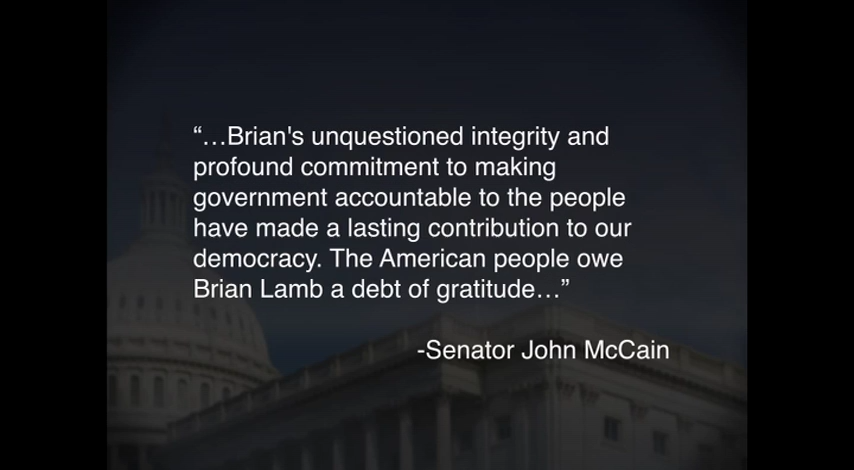 “…Brian's unquestioned integrity and
profound commitment to making
government accountable to the people
have made a lasting contribution to our
democracy. The American people owe
Brian Lamb a debt of gratitude…”
-Senator John McCain